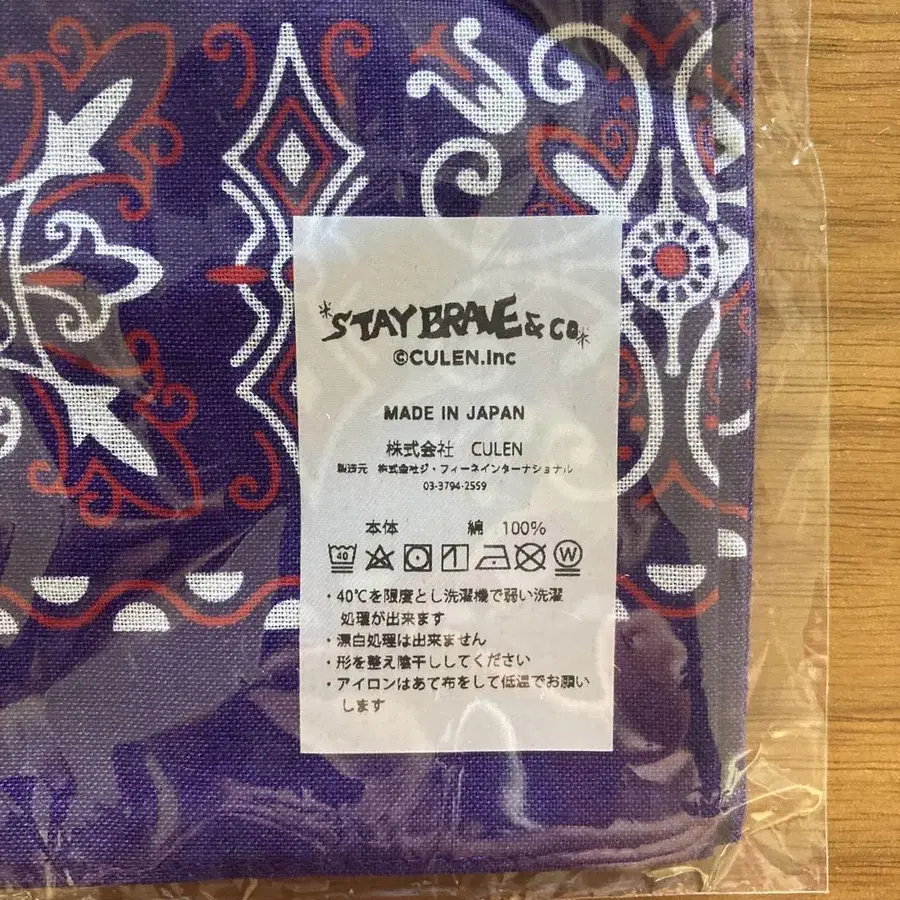 *STAY BRAVE & Co*
©CULEN.Inc
MADE IN JAPAN
株式会社 CULEN
製造元 株式会社ジ・フィーネインターナショナル
03-3794-2559
本体 綿 100%
40 W
・40℃を限度とし洗濯機で弱い洗濯
処理が出来ます
・漂白処理は出来ません
・形を整え陰干ししてください
・アイロンはあて布をして低温でお願い
します